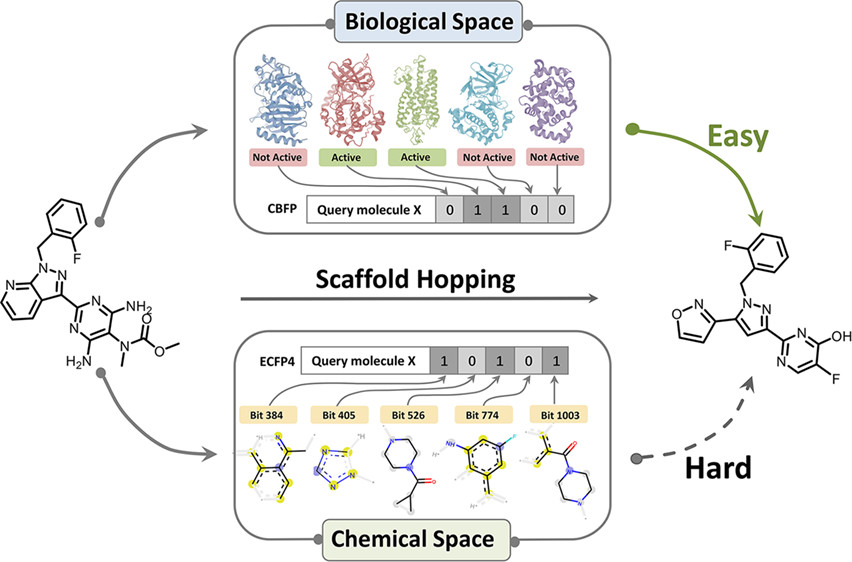 Biological Space
Not Active
Active
Active
Not Active
Not Active
CBFP
Query molecule X
0
1
1
0
0
Easy
Scaffold Hopping
ECFP4
Query molecule X
1
0
1
0
1
Bit 384
Bit 405
Bit 526
Bit 774
Bit 1003
Hard
Chemical Space
F
N
N
N
N
N
NH₂
H₂N
N
O
O
F
O
N
N
N
N
N
OH
F